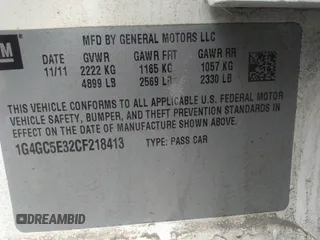 GM
MFD BY GENERAL MOTORS LLC
DATE GVWR GAWR FRT GAWR RR
11/11 2222 KG 1165 KG 1057 KG
4899 LB 2569 LB 2330 LB
THIS VEHICLE CONFORMS TO ALL APPLICABLE U.S. FEDERAL MOTOR
VEHICLE SAFETY, BUMPER, AND THEFT PREVENTION STANDARDS IN
EFFECT ON THE DATE OF MANUFACTURE SHOWN ABOVE.
1G4GC5E32CF218413 TYPE: PASS CAR
DREAMBID